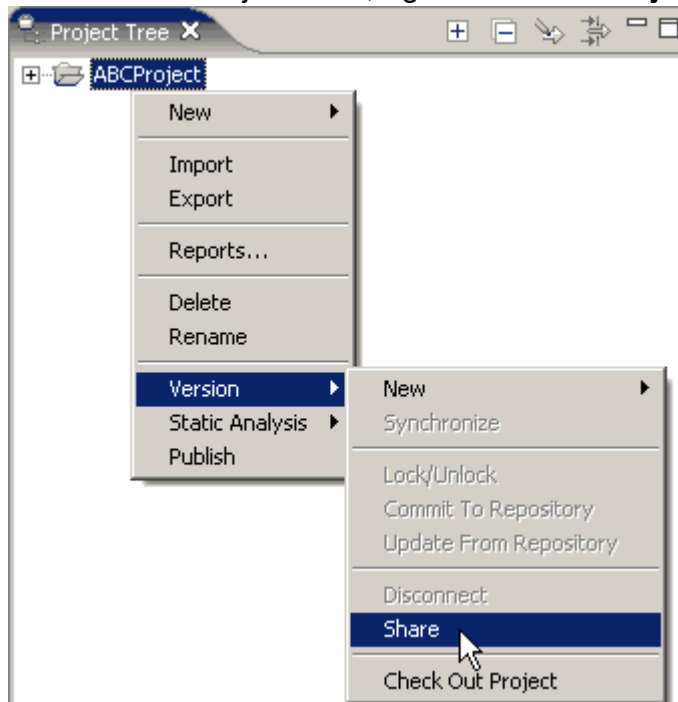 Project Tree
ABCProject
New
Import
Export
Reports...
Delete
Rename
Version
Static Analysis
Publish
New
Synchronize
Lock/Unlock
Commit To Repository
Update From Repository
Disconnect
Share
Check Out Project